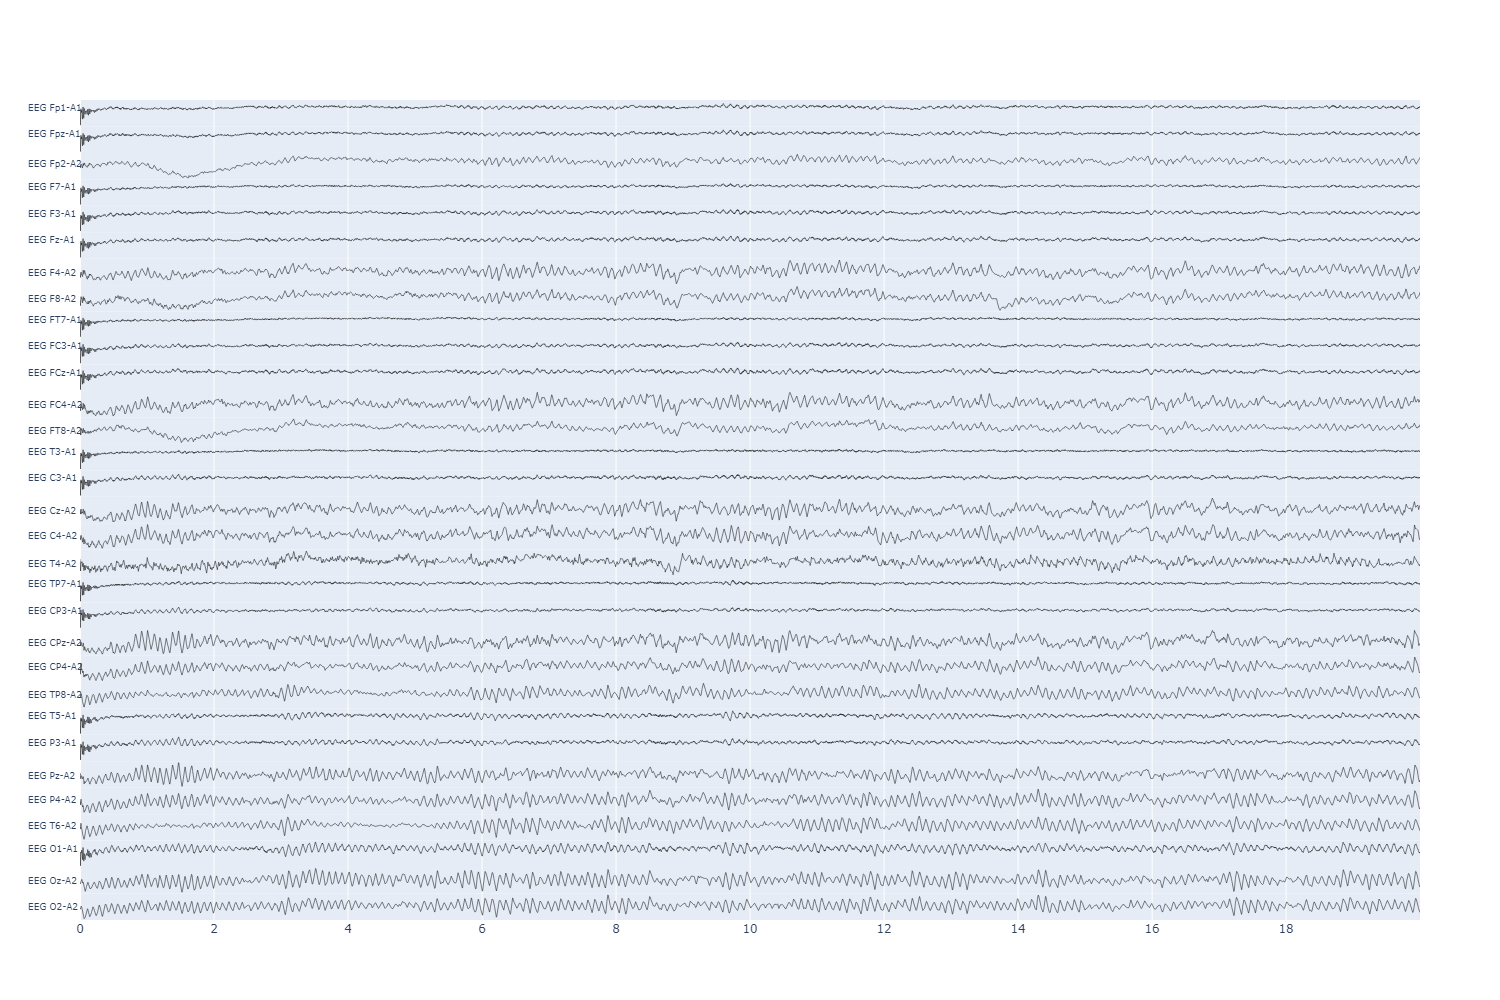 EEG Fp1-A1
EEG Fpz-A1
EEG Fp2-A2
EEG F7-A1
EEG F3-A1
EEG Fz-A1
EEG F4-A2
EEG F8-A2
EEG FT7-A1
EEG FC3-A1
EEG FCz-A1
EEG FC4-A2
EEG FT8-A2
EEG T3-A1
EEG C3-A1
EEG Cz-A2
EEG C4-A2
EEG T4-A2
EEG TP7-A1
EEG CP3-A1
EEG CPz-A2
EEG CP4-A2
EEG TP8-A2
EEG T5-A1
EEG P3-A1
EEG Pz-A2
EEG P4-A2
EEG T6-A2
EEG O1-A1
EEG Oz-A2
EEG O2-A2
0 2 4 6 8 10 12 14 16 18